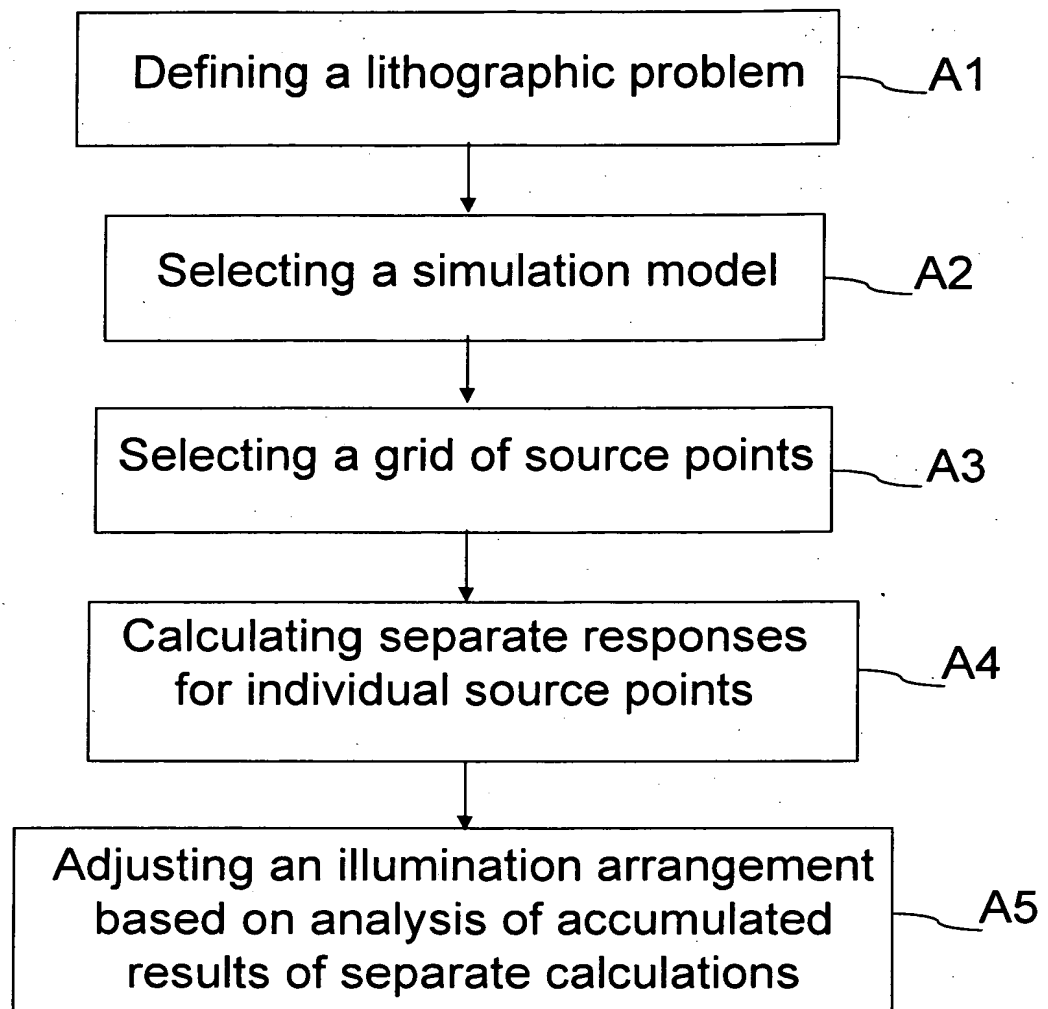 Defining a lithographic problem
A1
Selecting a simulation model
A2
Selecting a grid of source points
A3
Calculating separate responses
for individual source points
A4
Adjusting an illumination arrangement
based on analysis of accumulated
results of separate calculations
A5